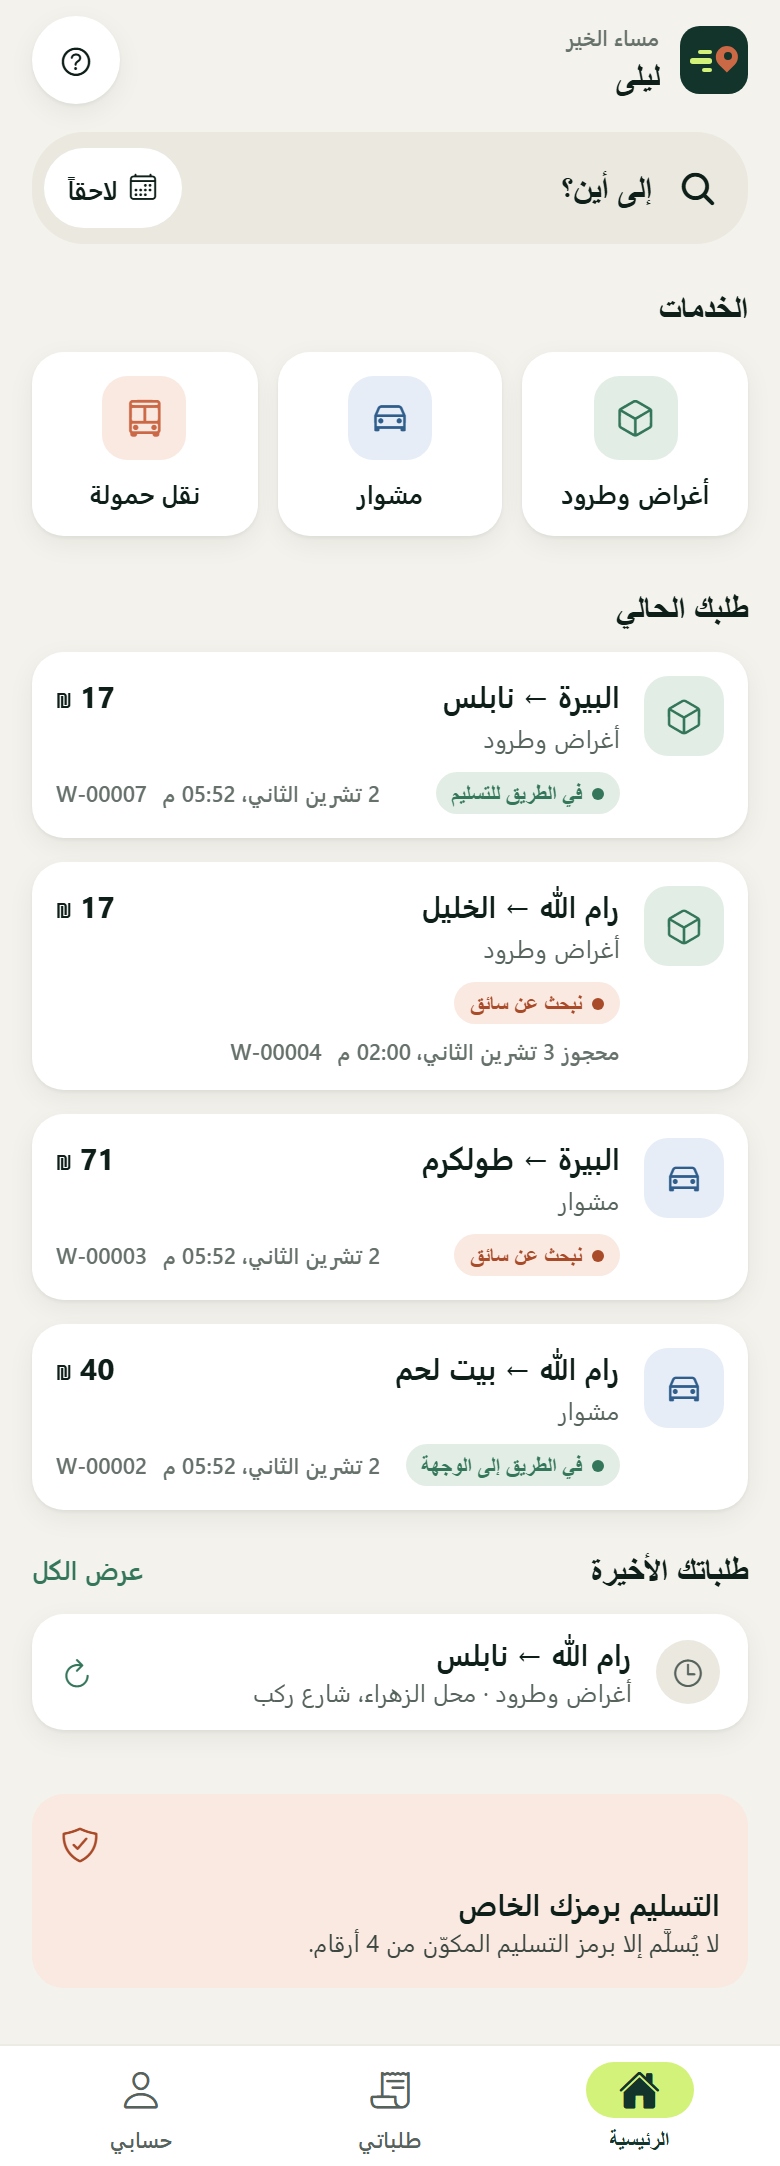 مساء الخير
ليلى
إلى أين؟
لاحقاً
الخدمات
أغراض وطرود
مشوار
نقل حمولة
طلبك الحالي
البيرة ← نابلس
17 ₪
أغراض وطرود
في الطريق للتسليم
2 تشرين الثاني، 05:52 م W-00007
رام الله ← الخليل
17 ₪
أغراض وطرود
نبحث عن سائق
محجوز 3 تشرين الثاني، 02:00 م W-00004
البيرة ← طولكرم
71 ₪
مشوار
نبحث عن سائق
2 تشرين الثاني، 05:52 م W-00003
رام الله ← بيت لحم
40 ₪
مشوار
في الطريق إلى الوجهة
2 تشرين الثاني، 05:52 م W-00002
طلباتك الأخيرة
عرض الكل
رام الله ← نابلس
أغراض وطرود · محل الزهراء، شارع ركب
التسليم برمزك الخاص
لا يُسلَّم إلا برمز التسليم المكوّن من 4 أرقام.
الرئيسية
طلباتي
حسابي